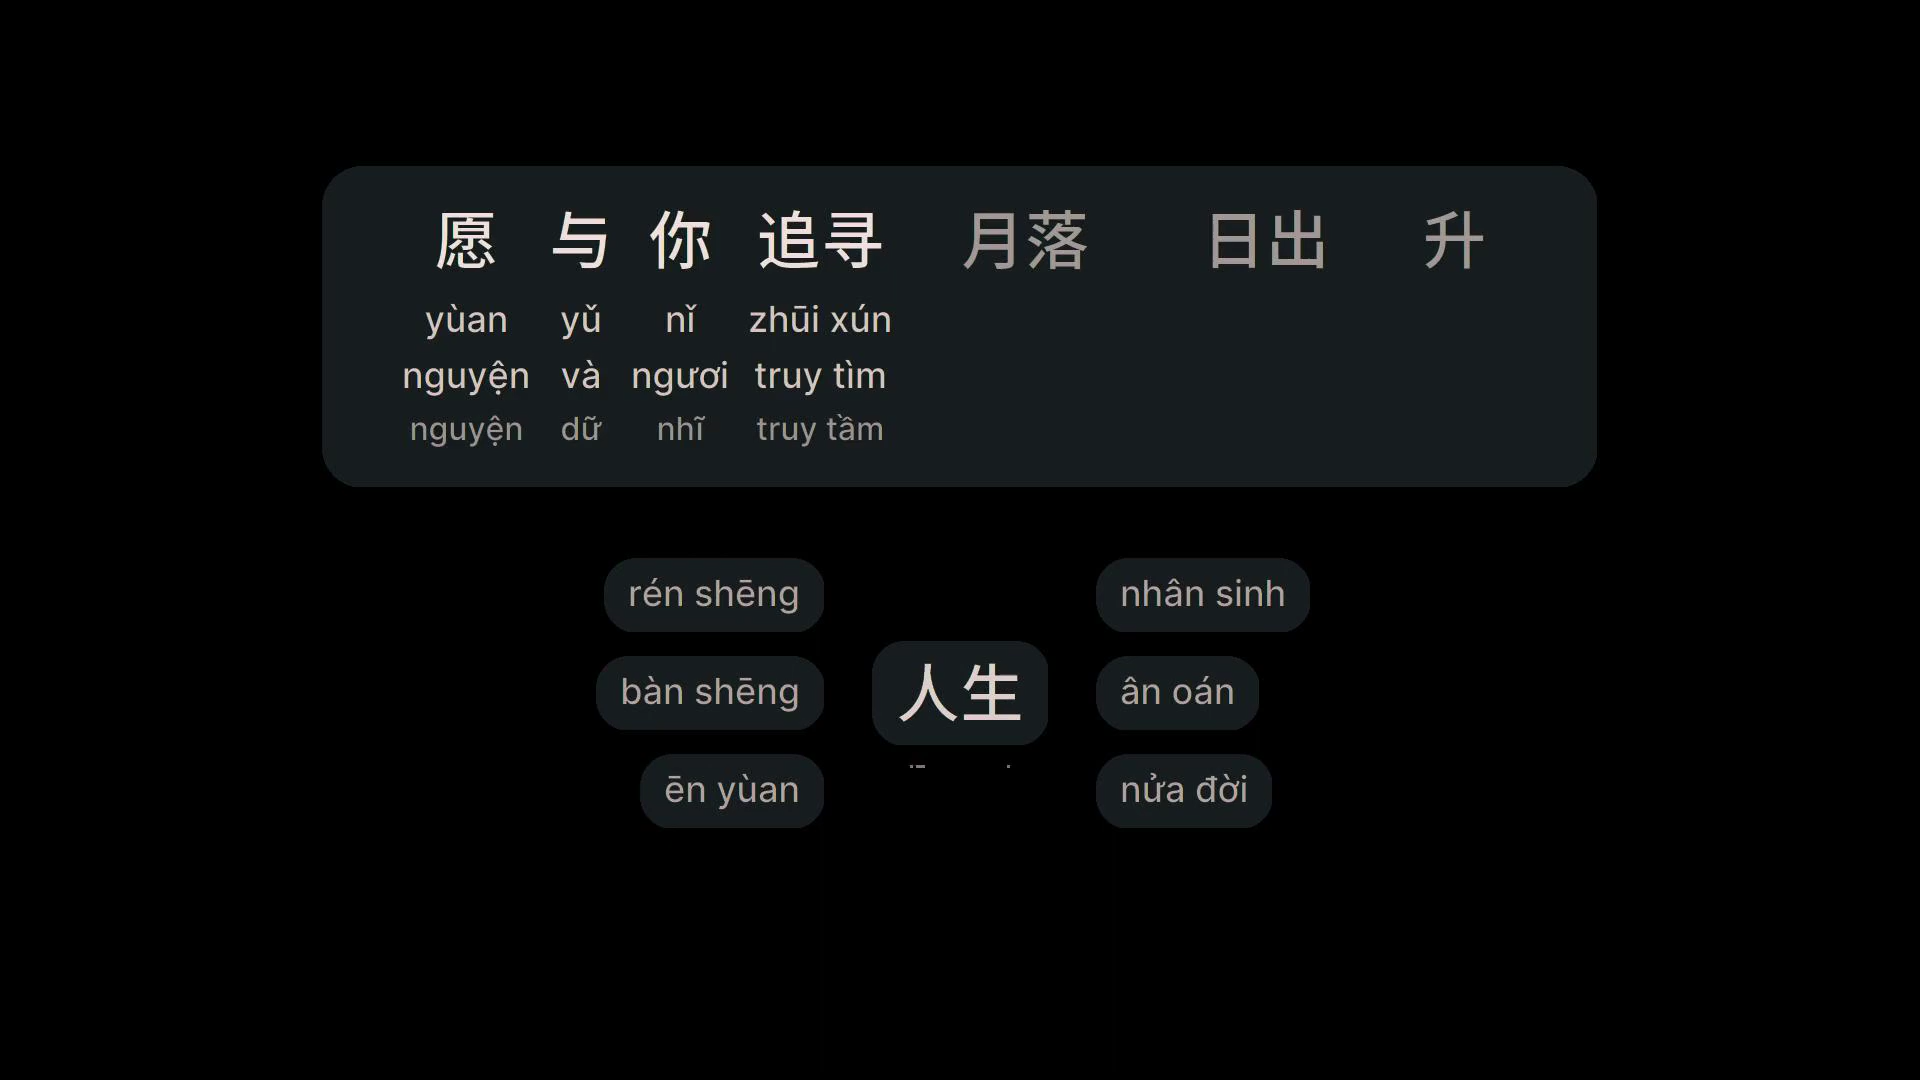 愿 与 你 追寻 月落 日出 升
yùan yǔ nǐ zhūi xún
nguyện và ngươi truy tìm
nguyện dữ nhĩ truy tầm
rén shēng
bàn shēng
ēn yùan
人生
nhân sinh
ân oán
nửa đời